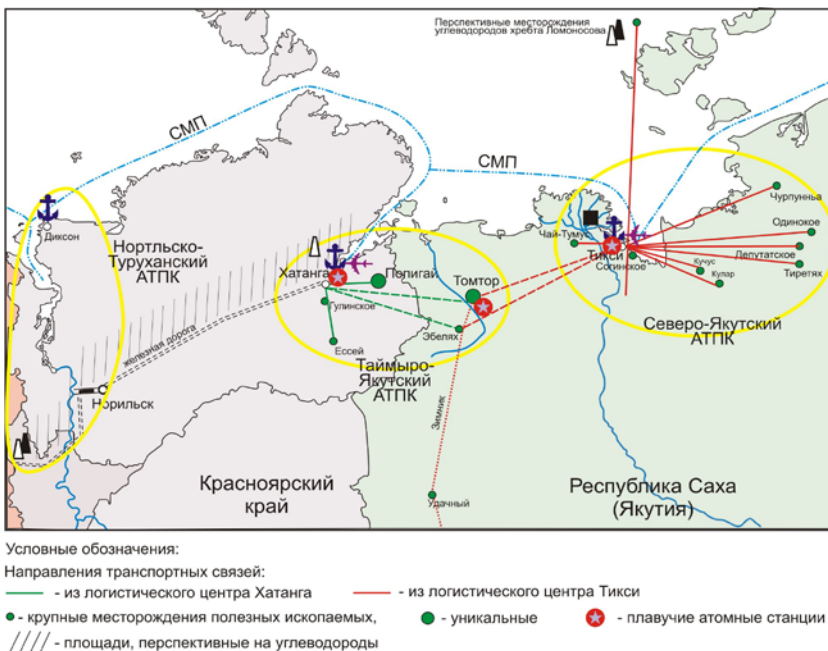 Перспективные месторождения
углеводородов хребта Ломоносова
СМП
СМП
Диксон
Нортльско-
Туруханский
АТПК
Хатанга
Попигай
Томтор
Гулинское
Эбелях
Ессей
Таймыро-
Якутский
АТПК
железная дорога
Норильск
Зимник
Удачный
Чай-Тумус
Тикси
Согинское
Кучус
Кулар
Чурпунньа
Одинокое
Депутатское
Тиретях
Северо-Якутский
АТПК
Красноярский
край
Республика Саха
(Якутия)
Условные обозначения:
Направления транспортных связей:
- из логистического центра Хатанга
- из логистического центра Тикси
- крупные месторождения полезных ископаемых,
- уникальные
- плавучие атомные станции
- площади, перспективные на углеводороды